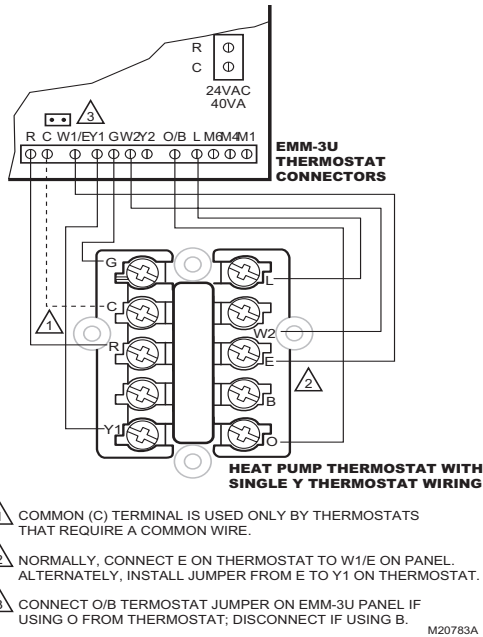 R
C
24VAC
40VA
3
R C W1/E Y1 G W2 Y2 O/B L M6 M4 M1
EMM-3U
THERMOSTAT
CONNECTORS
G
L
1
C
W2
R
E
2
B
Y1
O
HEAT PUMP THERMOSTAT WITH
SINGLE Y THERMOSTAT WIRING
1 COMMON (C) TERMINAL IS USED ONLY BY THERMOSTATS
THAT REQUIRE A COMMON WIRE.
2 NORMALLY, CONNECT E ON THERMOSTAT TO W1/E ON PANEL.
ALTERNATELY, INSTALL JUMPER FROM E TO Y1 ON THERMOSTAT.
3 CONNECT O/B TERMOSTAT JUMPER ON EMM-3U PANEL IF
USING O FROM THERMOSTAT; DISCONNECT IF USING B.
M20783A